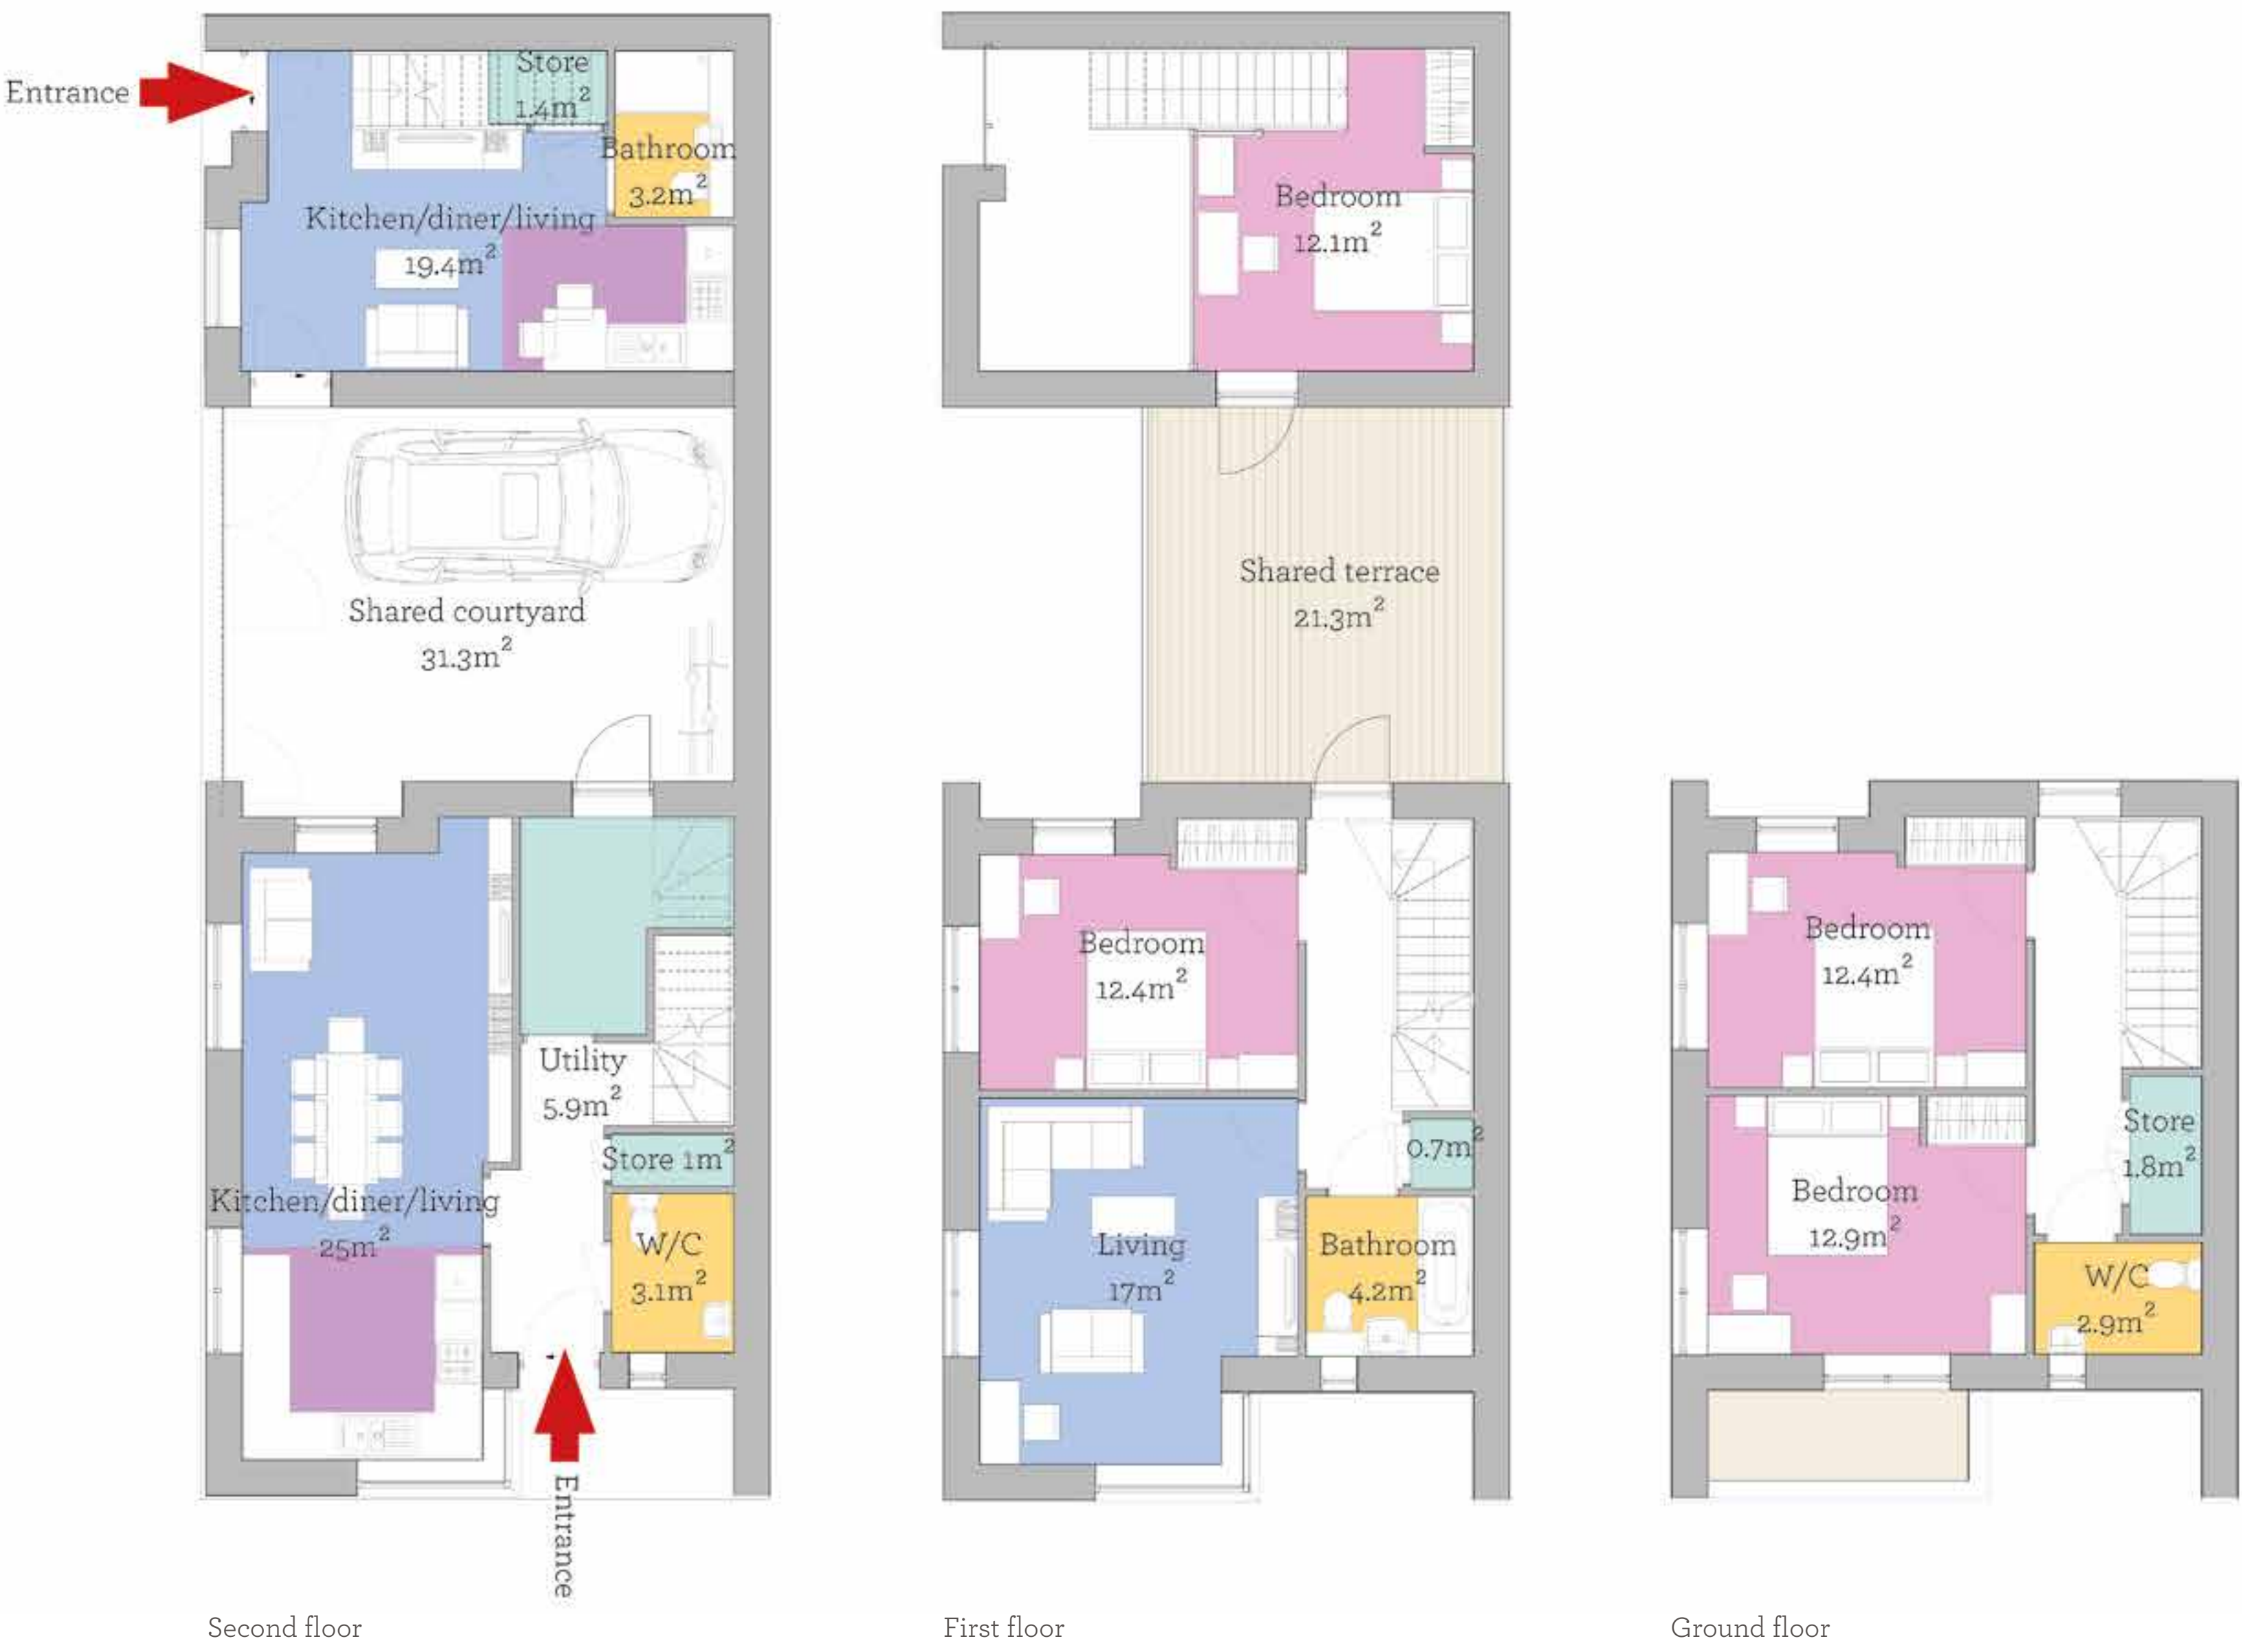 Entrance
Store
1.4m²
Bathroom
3.2m²
Kitchen/diner/living
19.4m²
Shared courtyard
31.3m²
Utility
5.9m²
Store 1m²
Kitchen/diner/living
25m²
W/C
3.1m²
Entrance
Second floor
Bedroom
12.1m²
Shared terrace
21.3m²
Bedroom
12.4m²
0.7m²
Living
17m²
Bathroom
4.2m²
First floor
Bedroom
12.4m²
Store
1.8m²
Bedroom
12.9m²
W/C
2.9m²
Ground floor